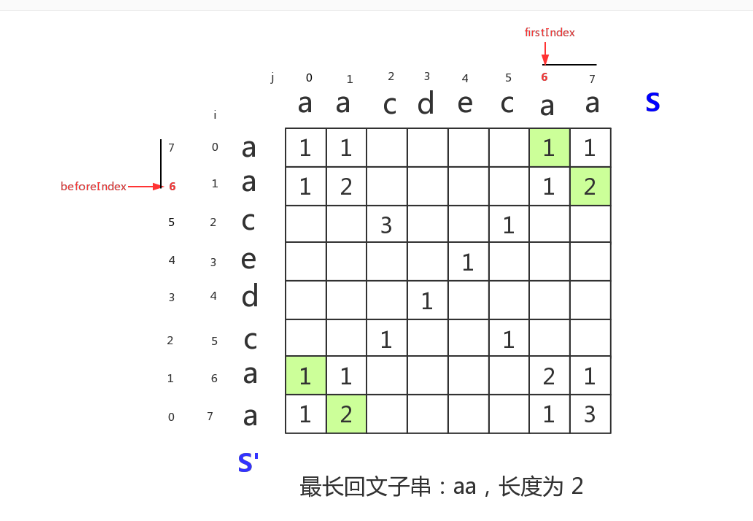 firstIndex
j 0 1 2 3 4 5 6 7
a a c d e c a a S
i
7 0 a 1 1 1 1
beforeIndex 6 1 a 1 2 1 2
5 2 c 3 1
4 3 e 1
3 4 d 1
2 5 c 1 1
1 6 a 1 1 2 1
0 7 a 1 2 1 3
S'
最长回文子串：aa，长度为 2